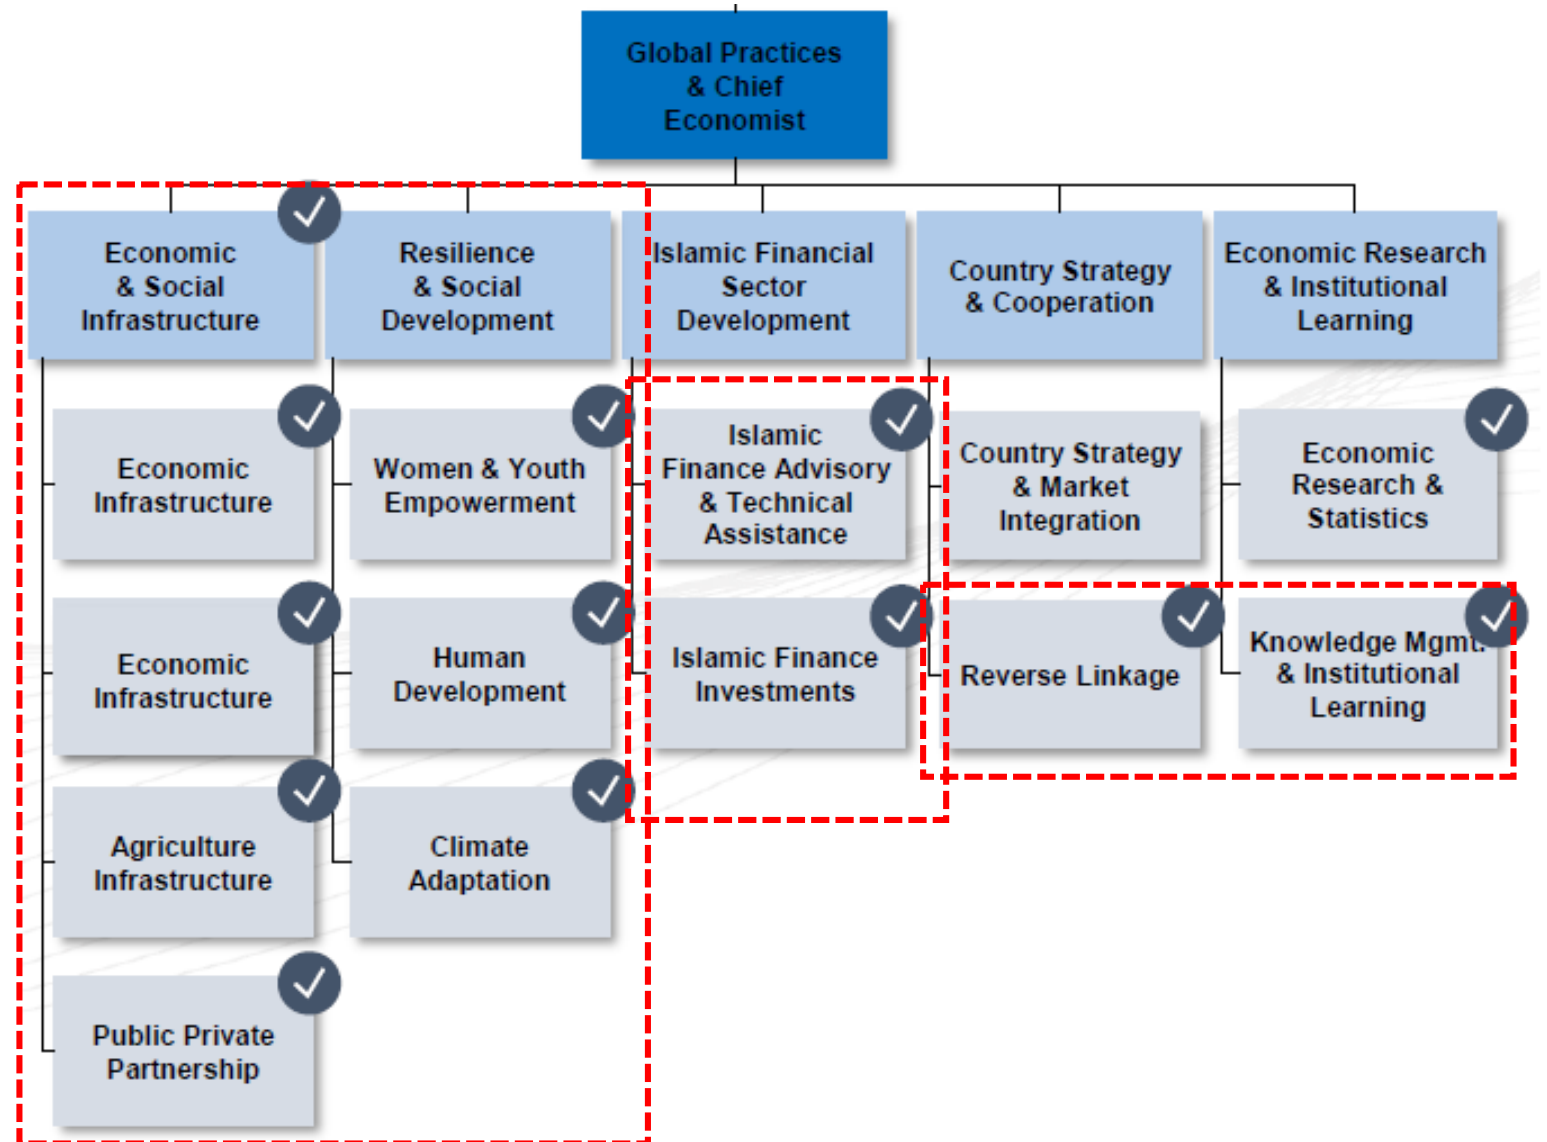 Global Practices
& Chief
Economist
Economic
& Social
Infrastructure
Resilience
& Social
Development
Islamic Financial
Sector
Development
Country Strategy
& Cooperation
Economic Research
& Institutional
Learning
Economic
Infrastructure
Women & Youth
Empowerment
Islamic
Finance Advisory
& Technical
Assistance
Country Strategy
& Market
Integration
Economic
Research &
Statistics
Economic
Infrastructure
Human
Development
Islamic Finance
Investments
Reverse Linkage
Knowledge Mgmt.
& Institutional
Learning
Agriculture
Infrastructure
Climate
Adaptation
Public Private
Partnership